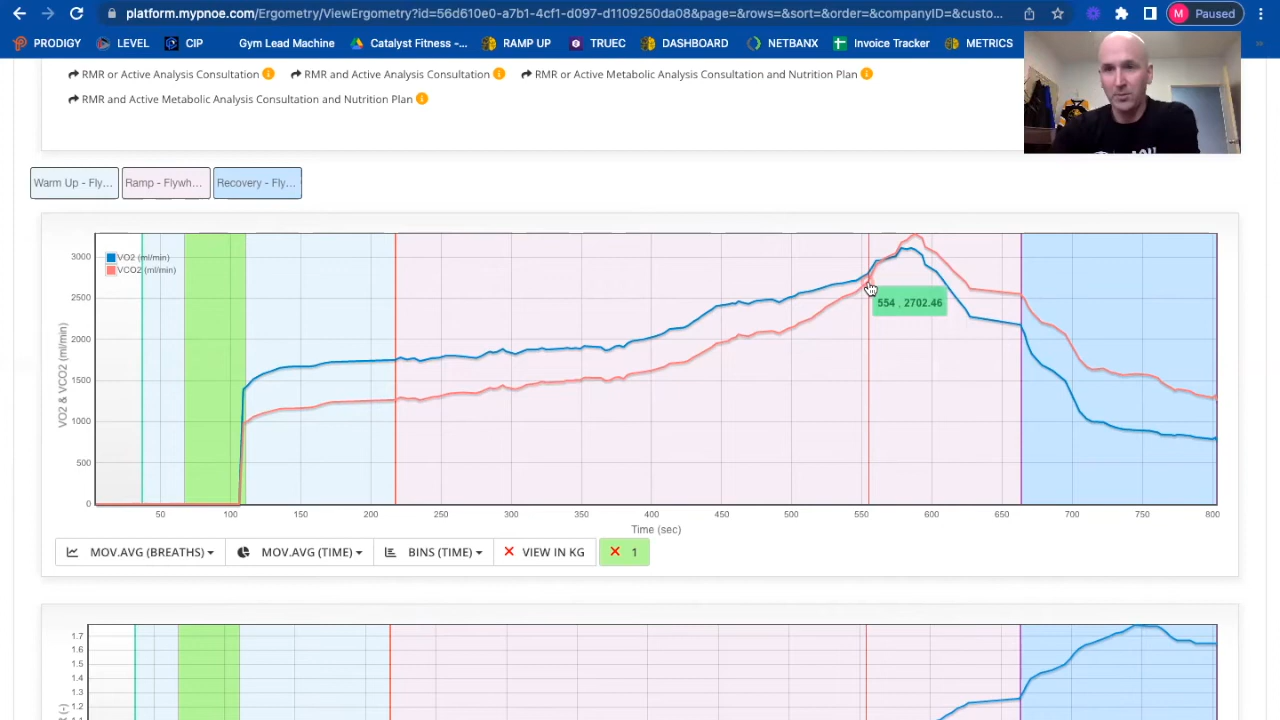 platform.mypnoe.com/Ergometry/ViewErgometry?id=56d610e0-a7b1-4cf1-d097-d1109250da08&page=&rows=&sort=&order=&companyID=&custo...
M Paused
PRODIGY LEVEL CIP Gym Lead Machine Catalyst Fitness -... RAMP UP TRUEC DASHBOARD NETBANX Invoice Tracker METRICS »
RMR or Active Analysis Consultation RMR and Active Analysis Consultation RMR or Active Metabolic Analysis Consultation and Nutrition Plan
RMR and Active Metabolic Analysis Consultation and Nutrition Plan
Warm Up - Fly... Ramp - Flywh... Recovery - Fly...
VO2 (ml/min)
VCO2 (ml/min)
VO2 & VCO2 (ml/min)
3000
2500
2000
1500
1000
500
0
554 , 2702.46
50 100 150 200 250 300 350 400 450 500 550 600 650 700 750 800
Time (sec)
MOV.AVG (BREATHS) MOV.AVG (TIME) BINS (TIME) VIEW IN KG 1
1.7
1.6
1.5
1.4
1.3
1.2
1.1